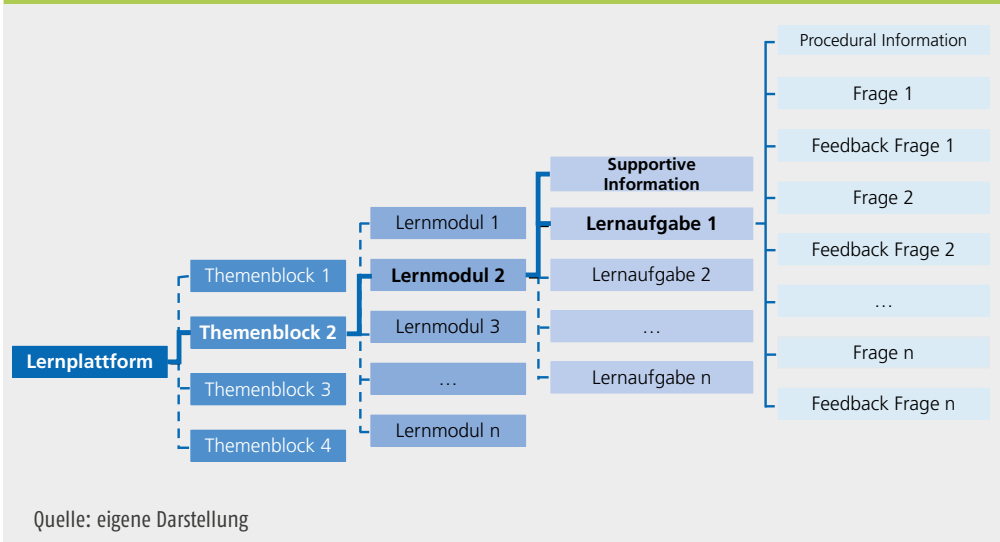 Lernplattform
Themenblock 1
Themenblock 2
Themenblock 3
Themenblock 4
Lernmodul 1
Lernmodul 2
Lernmodul 3
…
Lernmodul n
Supportive
Information
Lernaufgabe 1
Lernaufgabe 2
…
Lernaufgabe n
Procedural Information
Frage 1
Feedback Frage 1
Frage 2
Feedback Frage 2
…
Frage n
Feedback Frage n
Quelle: eigene Darstellung